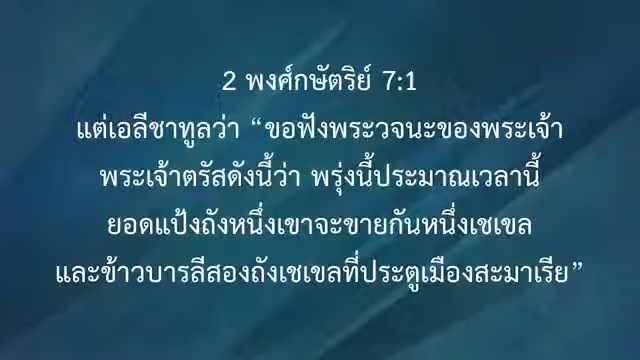 2 พงศ์กษัตริย์ 7:1
แต่เอลีชาทูลว่า “ขอฟังพระวจนะของพระเจ้า
พระเจ้าตรัสดังนี้ว่า พรุ่งนี้ประมาณเวลานี้
ยอดแป้งถังหนึ่งเขาจะขายกันหนึ่งเชเขล
และข้าวบารลีสองถังเชเขลที่ประตูเมืองสะมาเรีย”